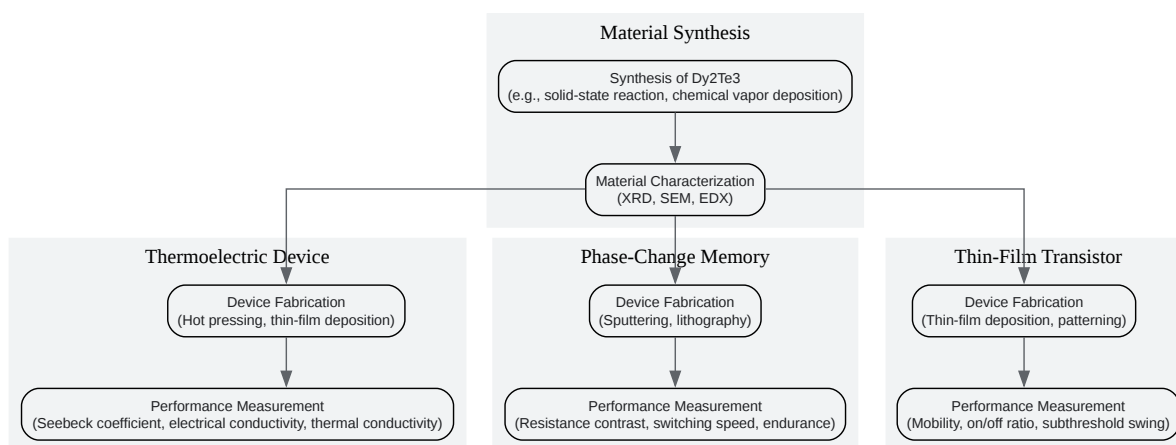 Material Synthesis
Synthesis of Dy2Te3
(e.g., solid-state reaction, chemical vapor deposition)
Material Characterization
(XRD, SEM, EDX)
Thermoelectric Device
Device Fabrication
(Hot pressing, thin-film deposition)
Performance Measurement
(Seebeck coefficient, electrical conductivity, thermal conductivity)
Phase-Change Memory
Device Fabrication
(Sputtering, lithography)
Performance Measurement
(Resistance contrast, switching speed, endurance)
Thin-Film Transistor
Device Fabrication
(Thin-film deposition, patterning)
Performance Measurement
(Mobility, on/off ratio, subthreshold swing)